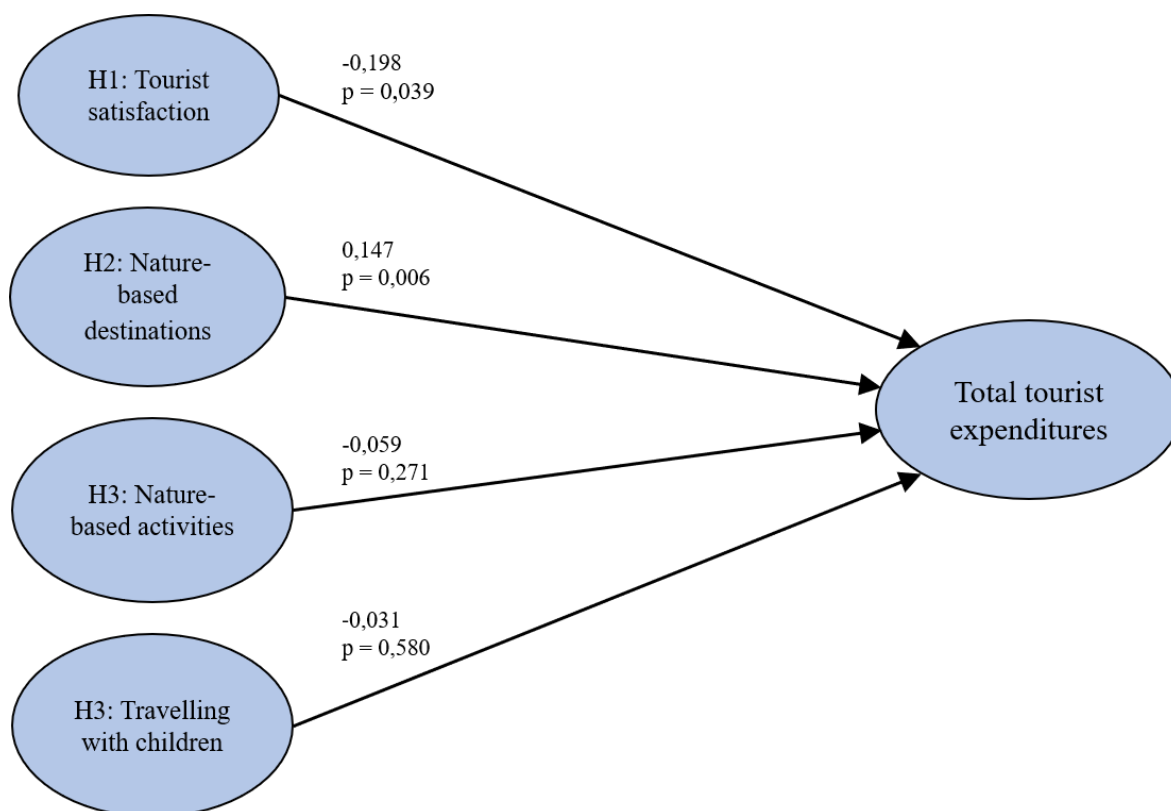 H1: Tourist
satisfaction
-0,198
p = 0,039
H2: Nature-
based
destinations
0,147
p = 0,006
H3: Nature-
based activities
-0,059
p = 0,271
H3: Travelling
with children
-0,031
p = 0,580
Total tourist
expenditures